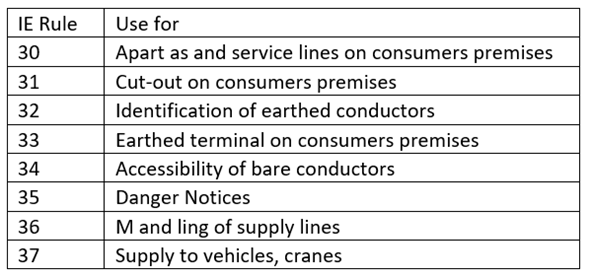 IE Rule Use for
30 Apart as and service lines on consumers premises
31 Cut-out on consumers premises
32 Identification of earthed conductors
33 Earthed terminal on consumers premises
34 Accessibility of bare conductors
35 Danger Notices
36 M and ling of supply lines
37 Supply to vehicles, cranes